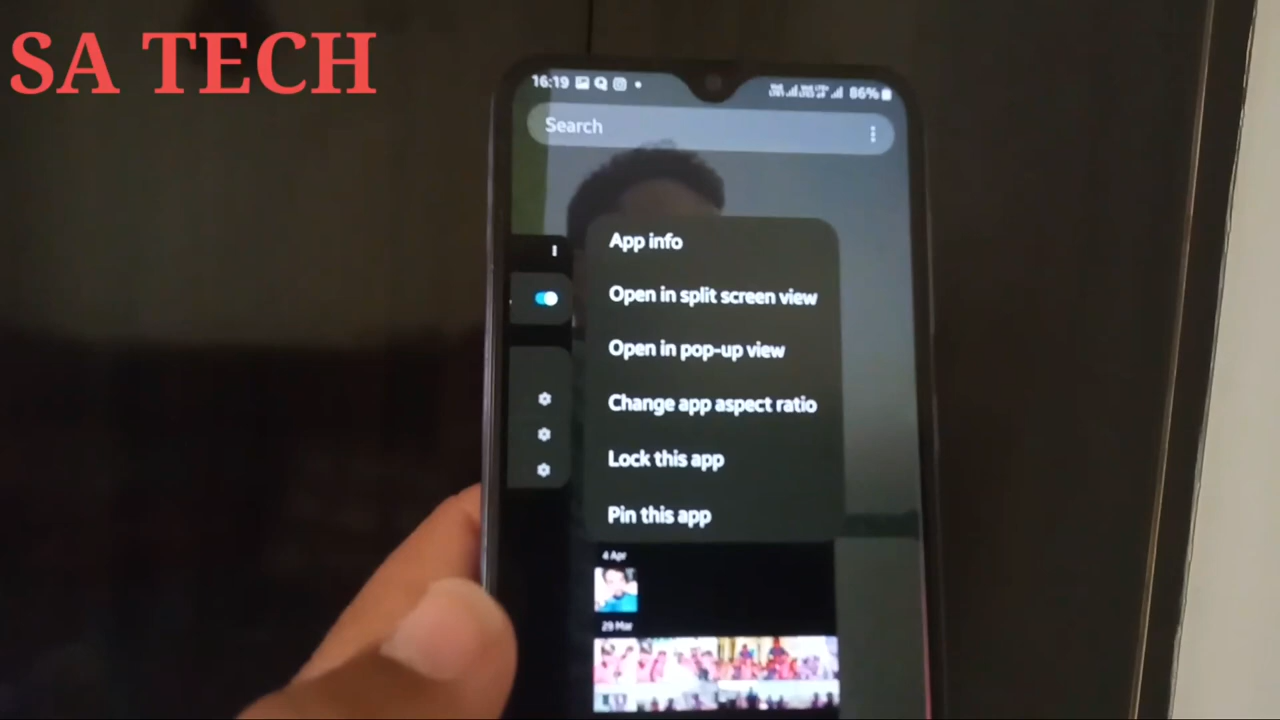 SA TECH
16:19
86%
Search
App info
Open in split screen view
Open in pop-up view
Change app aspect ratio
Lock this app
Pin this app
4 Apr
29 Mar